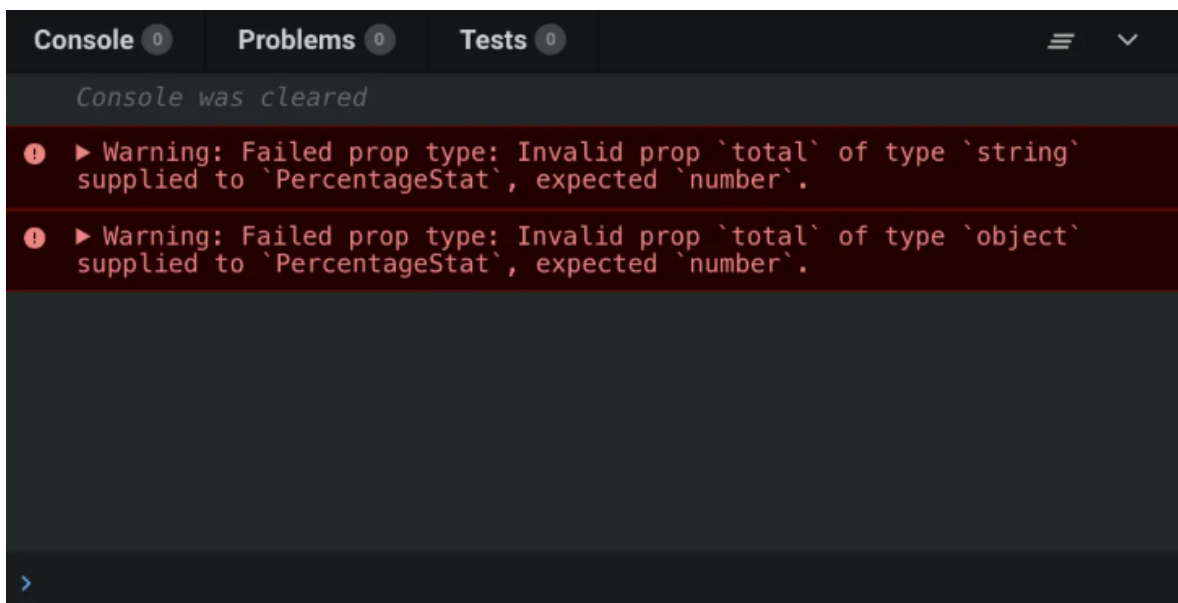 Console 0 Problems 0 Tests 0
Console was cleared
Warning: Failed prop type: Invalid prop `total` of type `string`
supplied to `PercentageStat`, expected `number`.
Warning: Failed prop type: Invalid prop `total` of type `object`
supplied to `PercentageStat`, expected `number`.